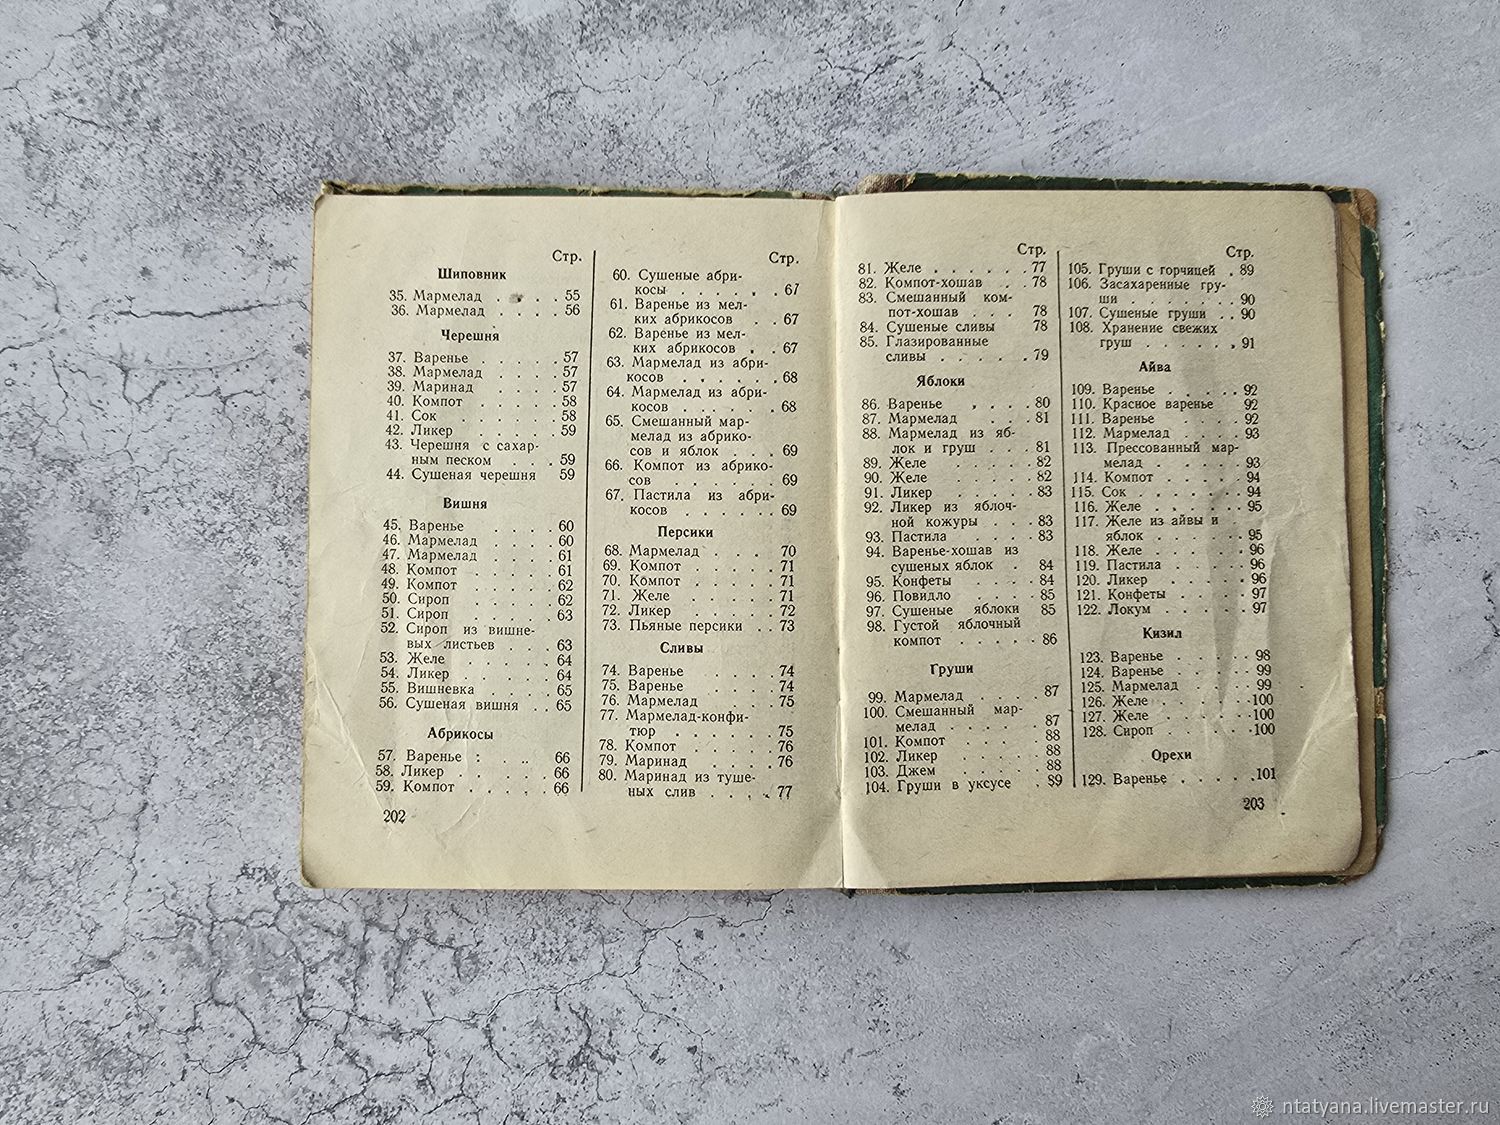 Стр.
Шиповник
35. Мармелад . . . . 55
36. Мармелад . . . . 56
Черешня
37. Варенье . . . . . 57
38. Мармелад . . . . 57
39. Маринад . . . . 57
40. Компот . . . . . 58
41. Сок . . . . . . 58
42. Ликер . . . . . 59
43. Черешня с сахар-
ным песком . . . 59
44. Сушеная черешня 59
Вишня
45. Варенье . . . . 60
46. Мармелад . . . . 60
47. Мармелад . . . . 61
48. Компот . . . . . 61
49. Компот . . . . . 62
50. Сироп . . . . . 62
51. Сироп . . . . . 63
52. Сироп из вишне-
вых листьев . . . 63
53. Желе . . . . . 64
54. Ликер . . . . . 64
55. Вишневка . . . . 65
56. Сушеная вишня . . 65
Абрикосы
57. Варенье : . .. 66
58. Ликер . . . . . 66
59. Компот . . . . . 66
202
Стр.
60. Сушеные абри-
косы . . . . . . 67
61. Варенье из мел-
ких абрикосов . . 67
62. Варенье из мел-
ких абрикосов . . 67
63. Мармелад из абри-
косов . . . . . . 68
64. Мармелад из абри-
косов . . . . . . 68
65. Смешанный мар-
мелад из абрико-
сов и яблок . . . 69
66. Компот из абрико-
сов . . . . . . 69
67. Пастила из абри-
косов . . . . . . 69
Персики
68. Мармелад . . . 70
69. Компот . . . . . 71
70. Компот . . . . . 71
71. Желе . . . . . 71
72. Ликер . . . . . 72
73. Пьяные персики . . 73
Сливы
74. Варенье . . . . 74
75. Варенье . . . . 74
76. Мармелад . . . . 75
77. Мармелад-конфи-
тюр . . . . . . 75
78. Компот . . . . . 76
79. Маринад . . . . 76
80. Маринад из туше-
ных слив . . . . 77
Стр.
81. Желе . . . . . . 77
82. Компот-хошав . . 78
83. Смешанный ком-
пот-хошав . . . 78
84. Сушеные сливы 78
85. Глазированные
сливы . . . . . . 79
Яблоки
86. Варенье . . . . 80
87. Мармелад . . . 81
88. Мармелад из яб-
лок и груш . . . 81
89. Желе . . . . . 82
90. Желе . . . . . 82
91. Ликер . . . . . 83
92. Ликер из яблоч-
ной кожуры . . . 83
93. Пастила . . . . 83
94. Варенье-хошав из
сушеных яблок . 84
95. Конфеты . . . . 84
96. Повидло . . . . 85
97. Сушеные яблоки 85
98. Густой яблочный
компот . . . . . 86
Груши
99. Мармелад . . . . 87
100. Смешанный мар-
мелад . . . . . 87
101. Компот . . . . 88
102. Ликер . . . . . 88
103. Джем . . . . . 88
104. Груши в уксусе . 89
Стр.
105. Груши с горчицей . 89
106. Засахаренные гру-
ши . . . . . . . 90
107. Сушеные груши . . 90
108. Хранение свежих
груш . . . . . . 91
Айва
109. Варенье . . . . . 92
110. Красное варенье 92
111. Варенье . . . . 92
112. Мармелад . . . . 93
113. Прессованный мар-
мелад . . . . . 93
114. Компот . . . . . 94
115. Сок . . . . . . . 94
116. Желе . . . . . . 95
117. Желе из айвы и
яблок . . . . . . 95
118. Желе . . . . . . 96
119. Пастила . . . . . 96
120. Ликер . . . . . 96
121. Конфеты . . . . . 97
122. Локум . . . . . . 97
Кизил
123. Варенье . . . . . 98
124. Варенье . . . . . 99
125. Мармелад . . . . 99
126. Желе . . . . . . 100
127. Желе . . . . . . 100
128. Сироп . . . . . . 100
Орехи
129. Варенье . . . . . 101
203
ntatyana.livemaster.ru